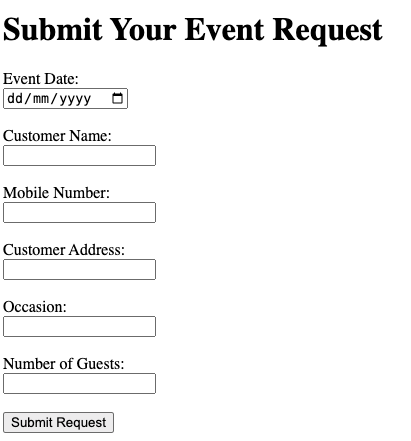 Submit Your Event Request
Event Date:
dd/mm/yyyy
Customer Name:
Mobile Number:
Customer Address:
Occasion:
Number of Guests:
Submit Request